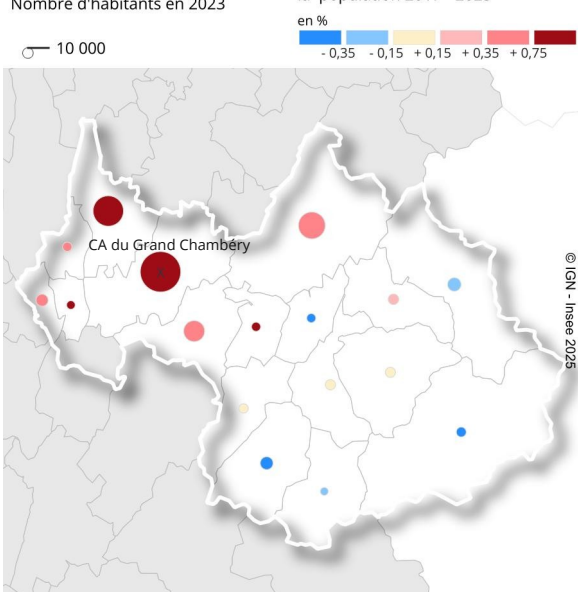 Nombre d'habitants en 2023
10 000
en %
- 0,35 - 0,15 + 0,15 + 0,35 + 0,75
CA du Grand Chambéry
© IGN - Insee 2025